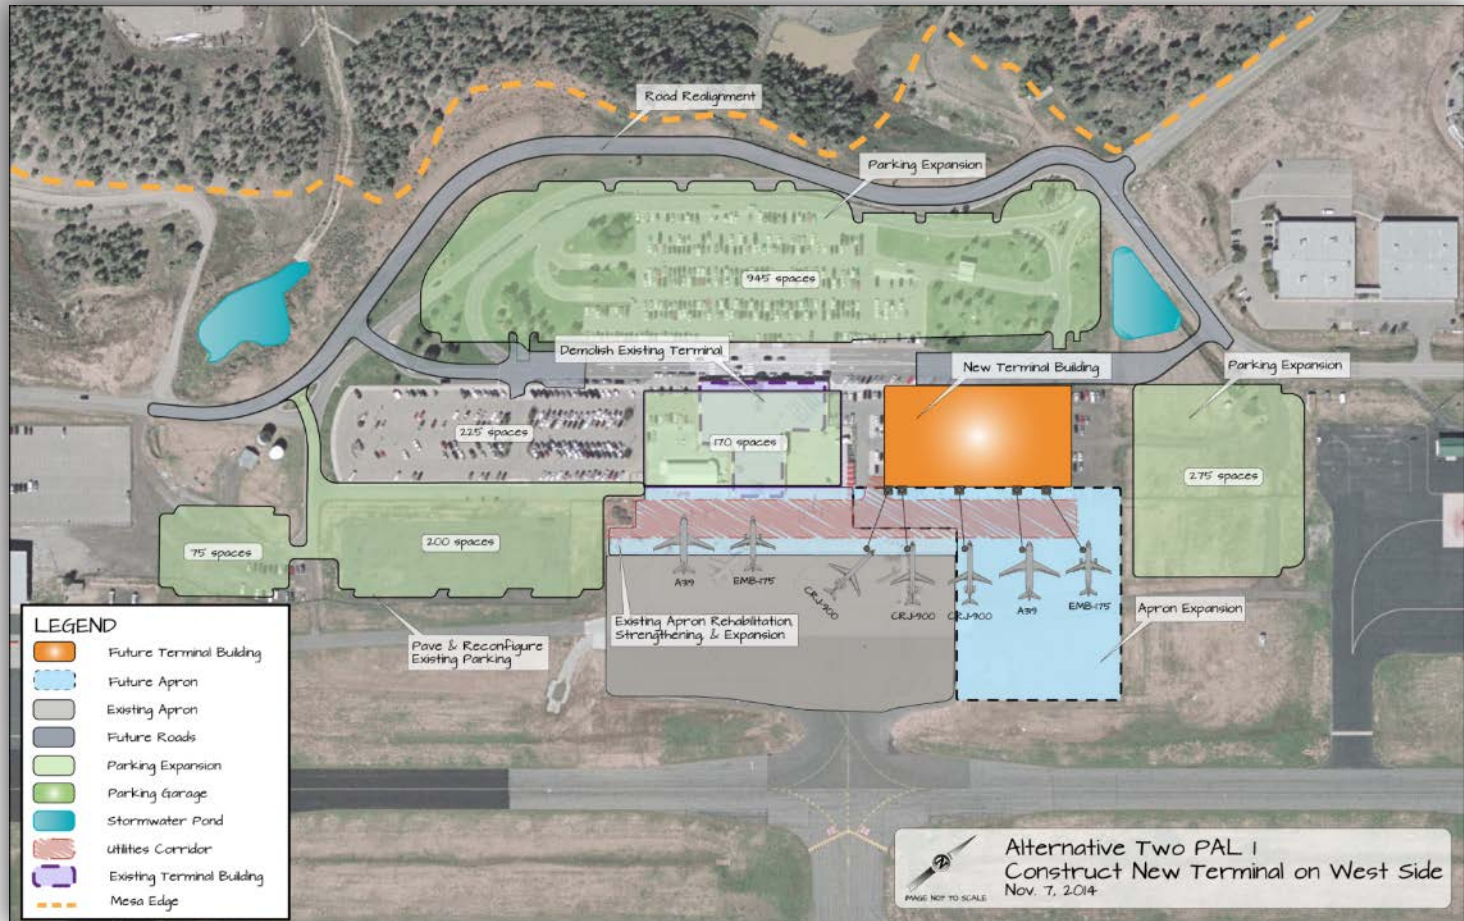 Road Realignment
Parking Expansion
945 spaces
Demolish Existing Terminal
New Terminal Building
Parking Expansion
225 spaces
170 spaces
275 spaces
75 spaces
200 spaces
A319
EMB-175
CRJ-900
CRJ-900
CRJ-900
A319
EMB-175
Existing Apron Rehabilitation,
Strengthening, & Expansion
Apron Expansion
Pave & Reconfigure
Existing Parking
LEGEND
Future Terminal Building
Future Apron
Existing Apron
Future Roads
Parking Expansion
Parking Garage
Stormwater Pond
Utilities Corridor
Existing Terminal Building
Mesa Edge
N
IMAGE NOT TO SCALE
Alternative Two PAL 1
Construct New Terminal on West Side
Nov. 7, 2014